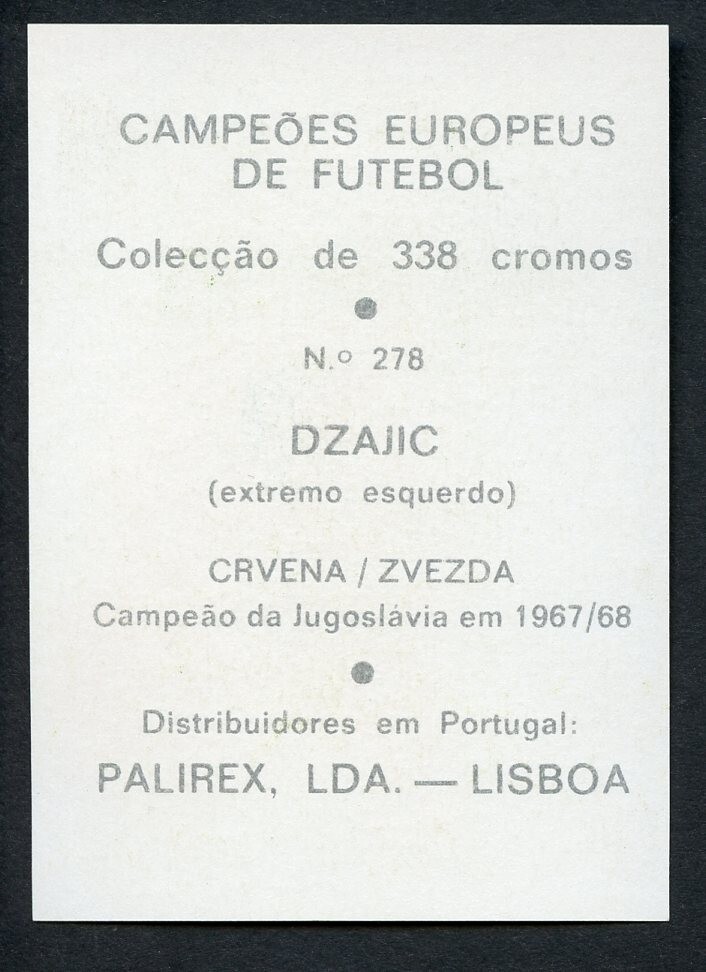 CAMPEÕES EUROPEUS
DE FUTEBOL
Colecção de 338 cromos
●
N.º 278
DZAJIC
(extremo esquerdo)
CRVENA / ZVEZDA
Campeão da Jugoslávia em 1967/68
●
Distribuidores em Portugal:
PALIREX, LDA. — LISBOA